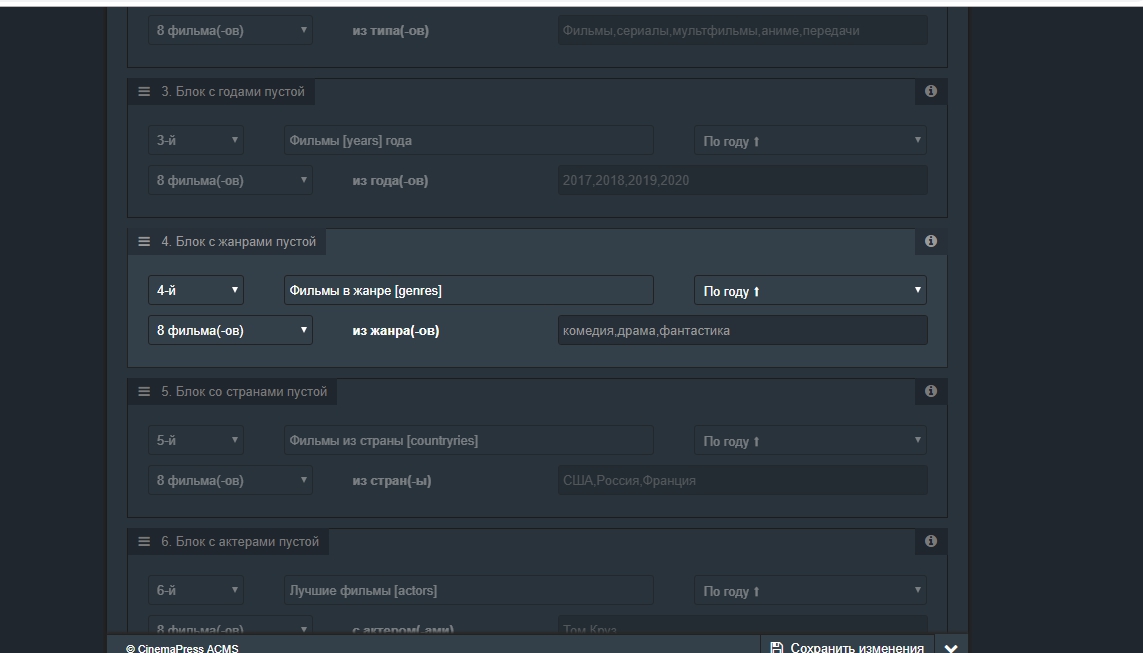 8 фильма(-ов) из типа(-ов) Фильмы,сериалы,мультфильмы,аниме,передачи
3. Блок с годами пустой
3-й Фильмы [years] года По году ⬆
8 фильма(-ов) из года(-ов) 2017,2018,2019,2020
4. Блок с жанрами пустой
4-й Фильмы в жанре [genres] По году ⬆
8 фильма(-ов) из жанра(-ов) комедия,драма,фантастика
5. Блок со странами пустой
5-й Фильмы из страны [countryries] По году ⬆
8 фильма(-ов) из стран(-ы) США,Россия,Франция
6. Блок с актерами пустой
6-й Лучшие фильмы [actors] По году ⬆
8 фильма(-ов) с актером(-ами) Том Круз
© CinemaPress ACMS Сохранить изменения